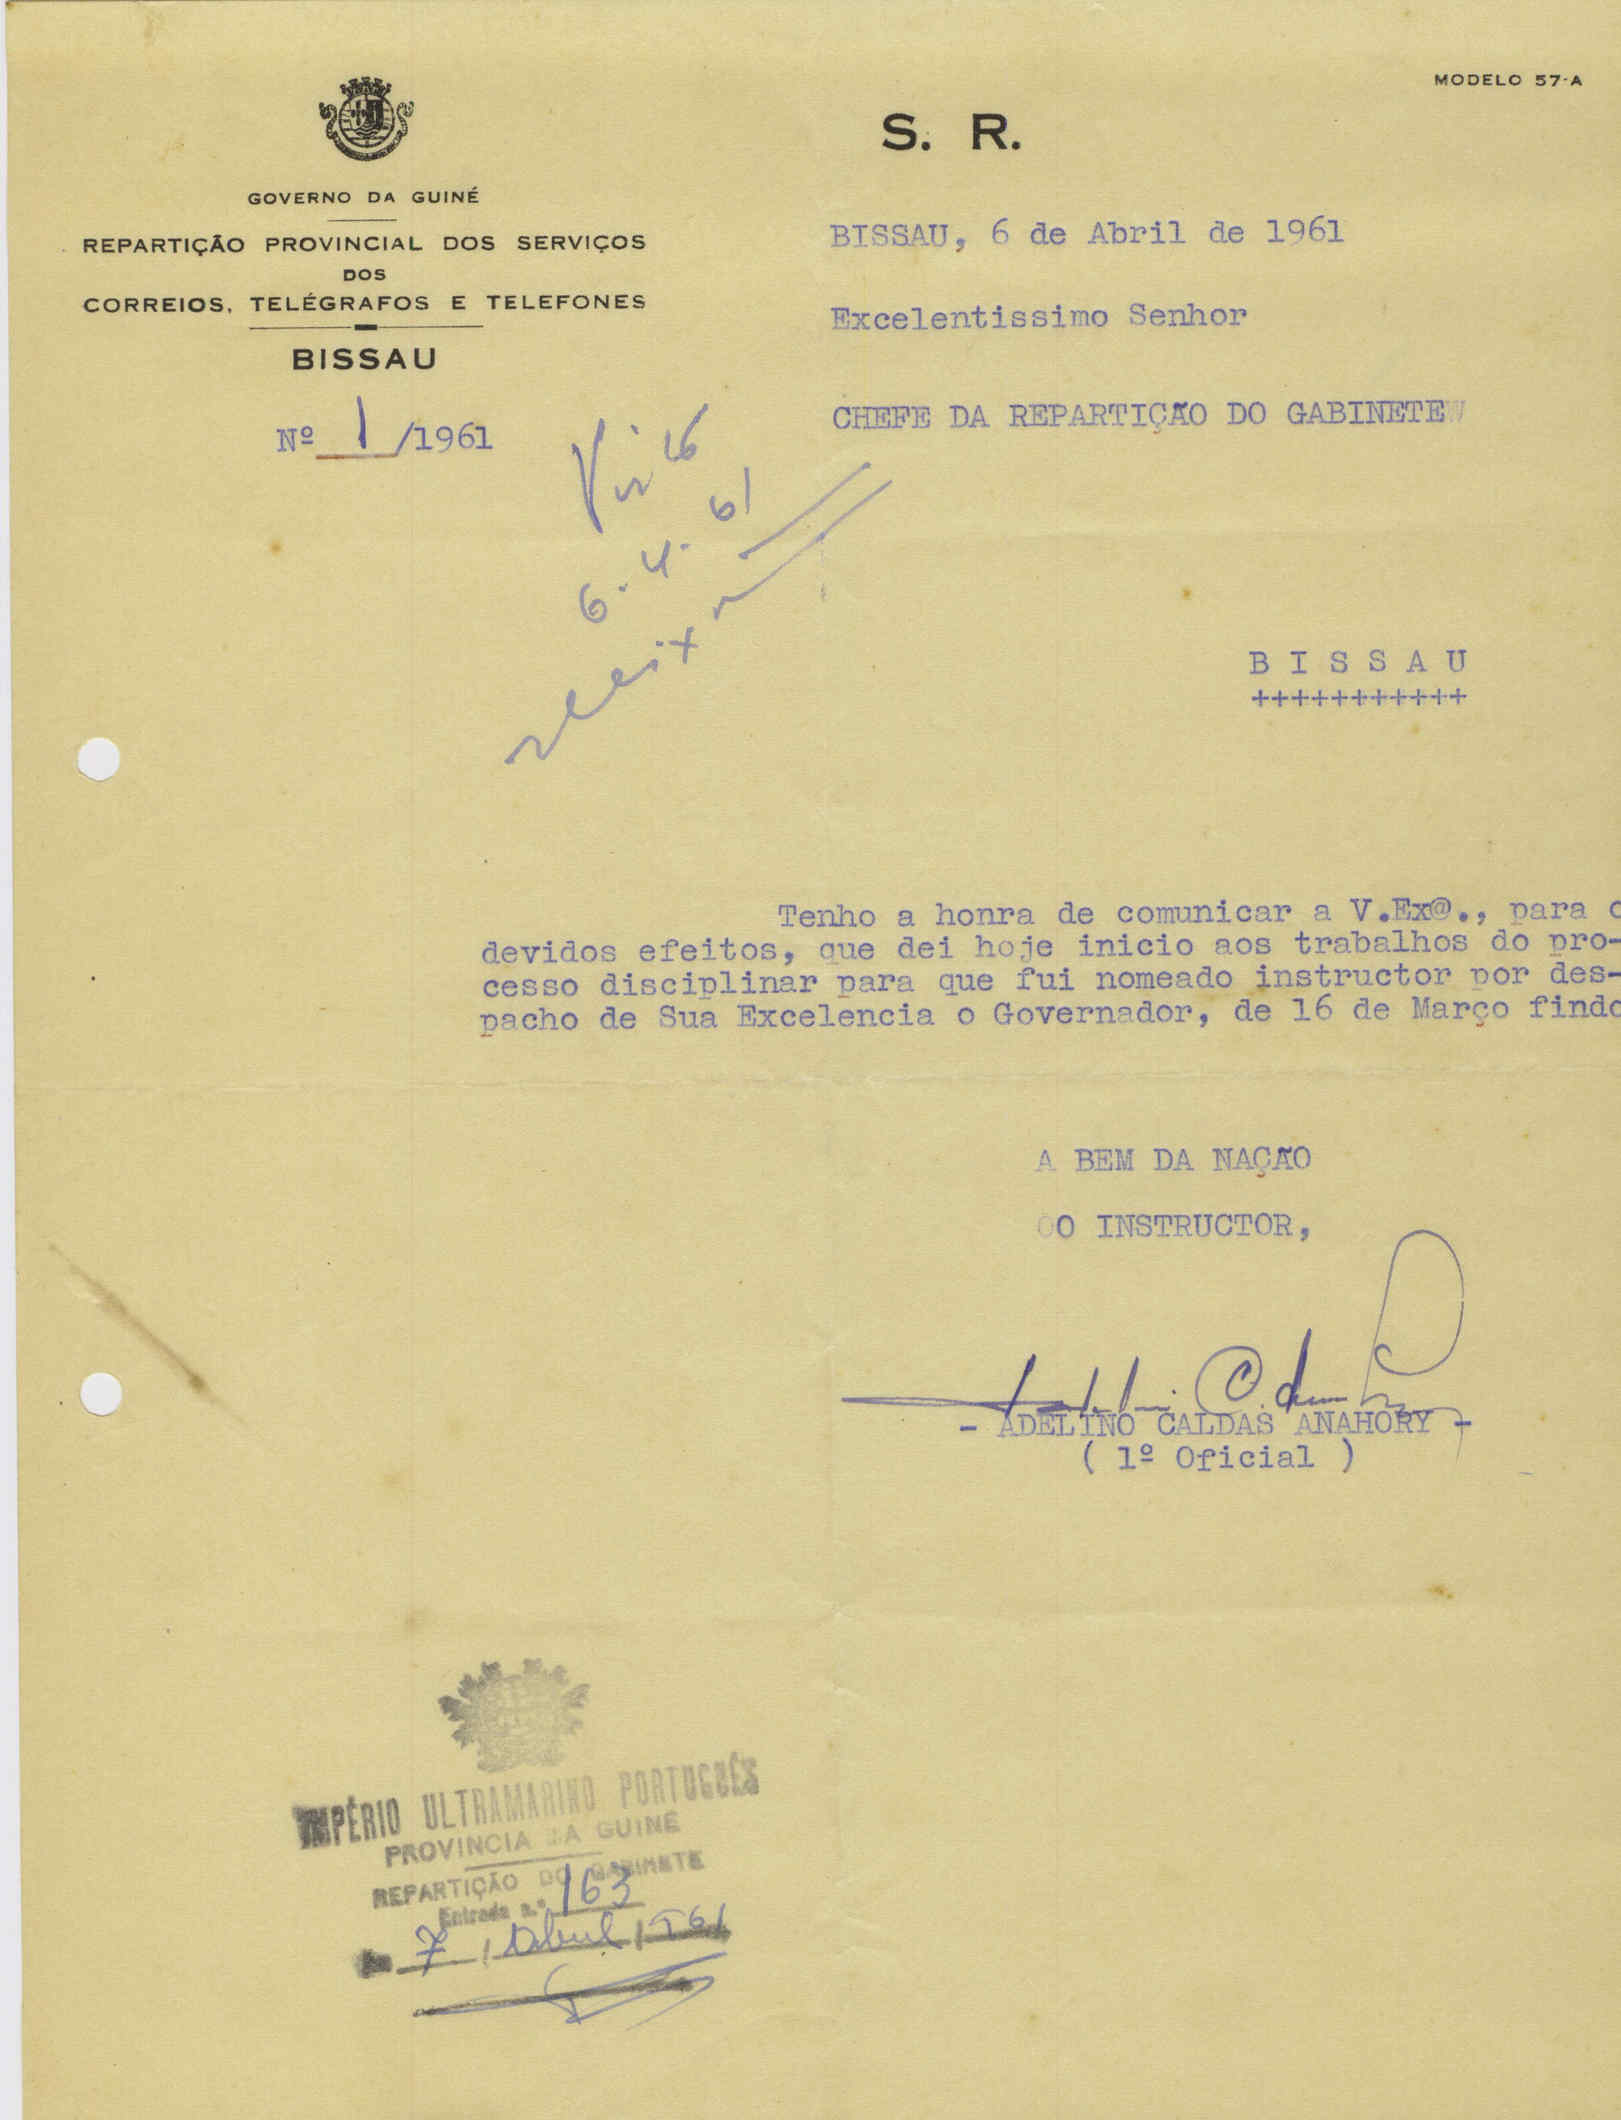 MODELO 57-A
S. R.
GOVERNO DA GUINÉ
REPARTIÇÃO PROVINCIAL DOS SERVIÇOS
DOS
CORREIOS, TELÉGRAFOS E TELEFONES
BISSAU
Nº 1/1961
BISSAU, 6 de Abril de 1961
Excelentissimo Senhor
CHEFE DA REPARTIÇÃO DO GABINETE
6.4.61
B I S S A U
+++++++++++
Tenho a honra de comunicar a V.Ex@., para o
devidos efeitos, que dei hoje inicio aos trabalhos do pro-
cesso disciplinar para que fui nomeado instructor por des-
pacho de Sua Excelencia o Governador, de 16 de Março findo
A BEM DA NAÇÃO
O INSTRUCTOR,
- ADELINO CALDAS ANAHORY -
( 1º Oficial )
IMPÉRIO ULTRAMARINO PORTUGUÊS
PROVINCIA DA GUINÉ
REPARTIÇÃO DO GABINETE
Entrada n.º 163
7 / Abril /